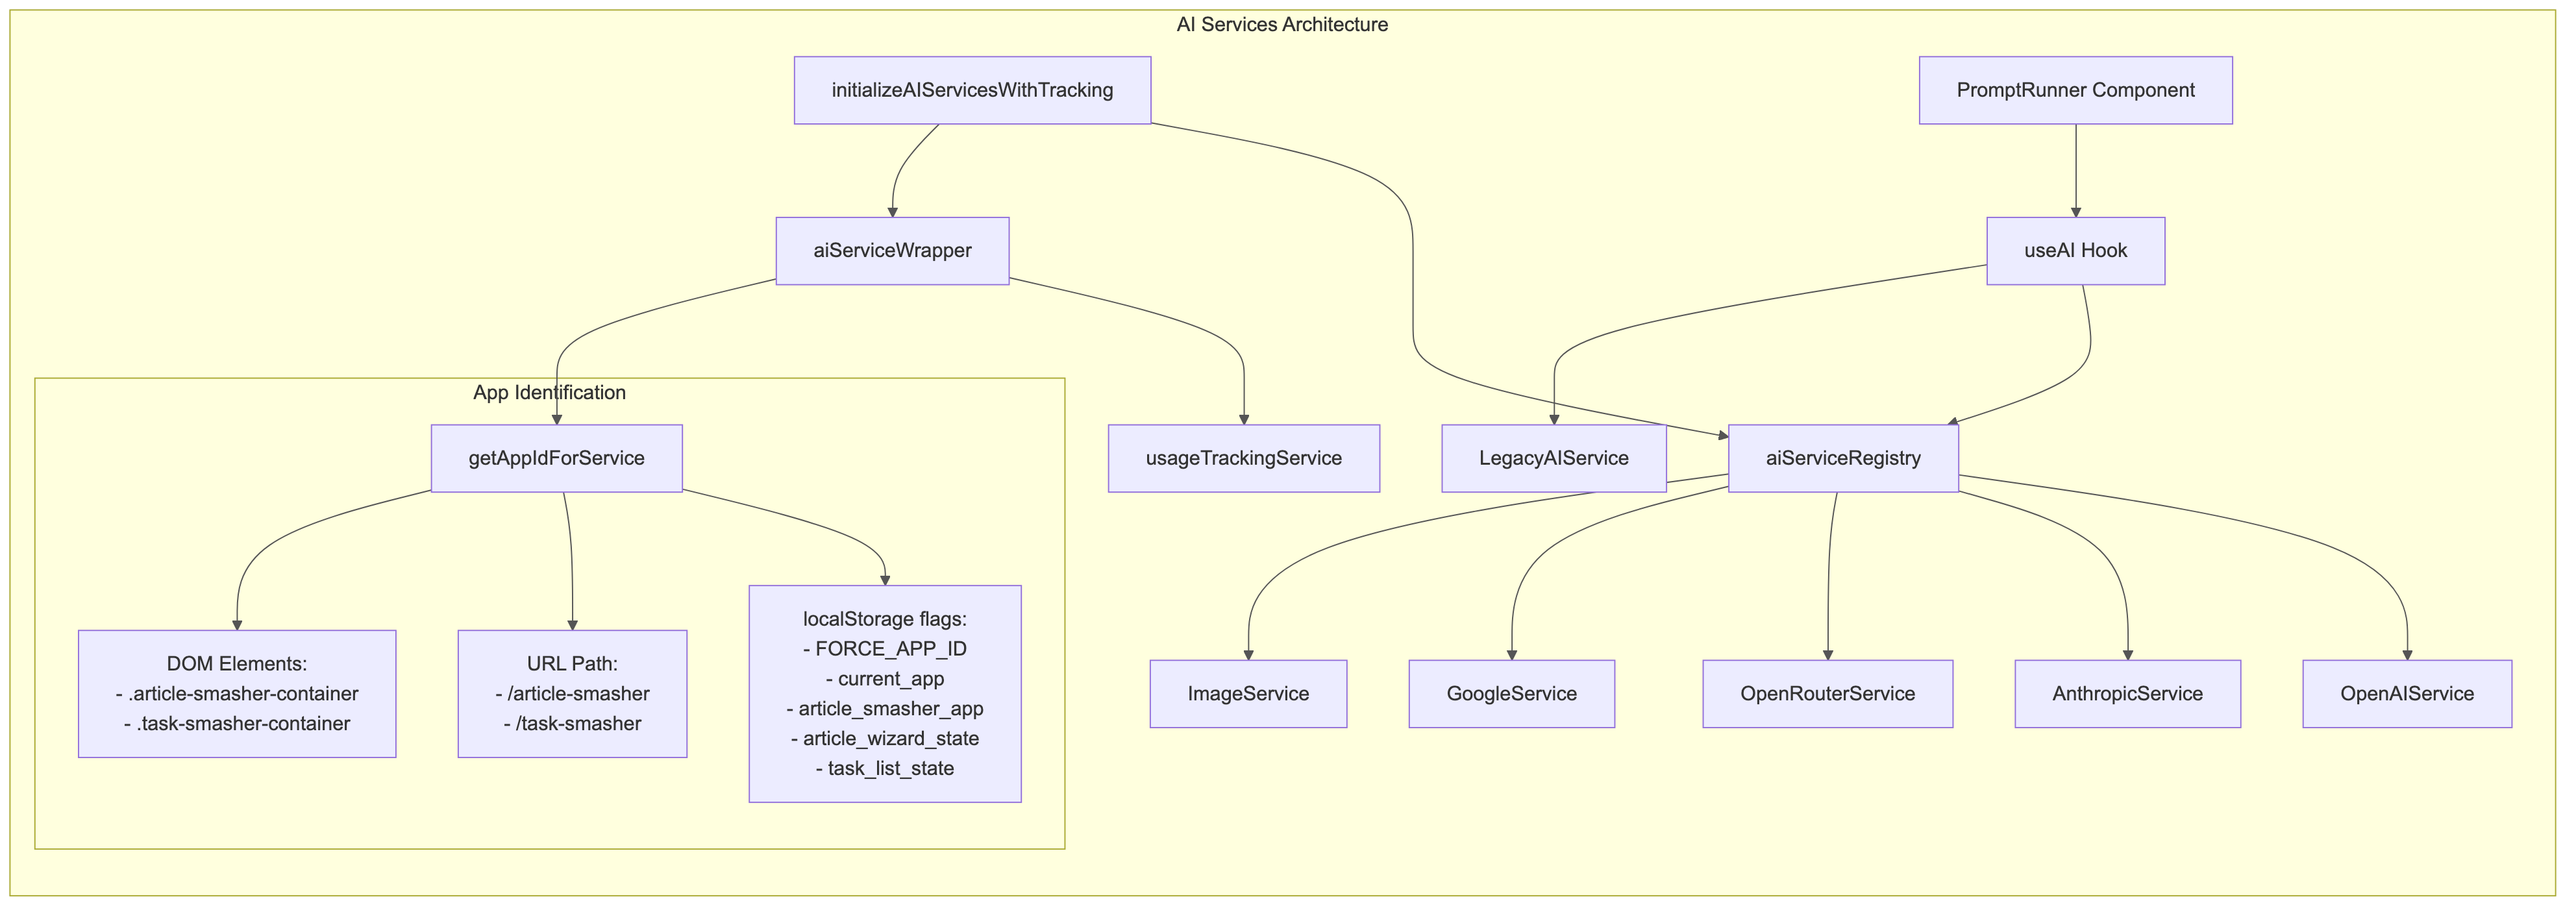 AI Services Architecture
initializeAIServicesWithTracking
PromptRunner Component
aiServiceWrapper
useAI Hook
App Identification
getAppIdForService
usageTrackingService
LegacyAIService
aiServiceRegistry
DOM Elements:
- .article-smasher-container
- .task-smasher-container
URL Path:
- /article-smasher
- /task-smasher
localStorage flags:
- FORCE_APP_ID
- current_app
- article_smasher_app
- article_wizard_state
- task_list_state
ImageService
GoogleService
OpenRouterService
AnthropicService
OpenAIService